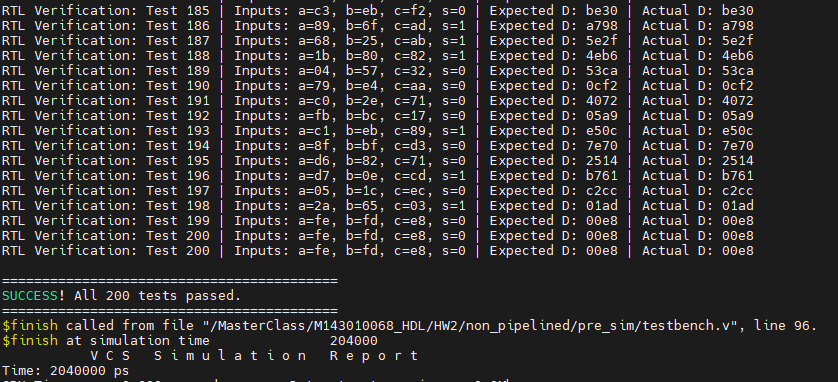 RTL Verification: Test 185 | Inputs: a=c3, b=eb, c=f2, s=0 | Expected D: be30 | Actual D: be30
RTL Verification: Test 186 | Inputs: a=89, b=6f, c=ad, s=1 | Expected D: a798 | Actual D: a798
RTL Verification: Test 187 | Inputs: a=68, b=25, c=ab, s=1 | Expected D: 5e2f | Actual D: 5e2f
RTL Verification: Test 188 | Inputs: a=1b, b=80, c=82, s=1 | Expected D: 4eb6 | Actual D: 4eb6
RTL Verification: Test 189 | Inputs: a=04, b=57, c=32, s=0 | Expected D: 53ca | Actual D: 53ca
RTL Verification: Test 190 | Inputs: a=79, b=e4, c=aa, s=0 | Expected D: 0cf2 | Actual D: 0cf2
RTL Verification: Test 191 | Inputs: a=c0, b=2e, c=71, s=0 | Expected D: 4072 | Actual D: 4072
RTL Verification: Test 192 | Inputs: a=fb, b=bc, c=17, s=0 | Expected D: 05a9 | Actual D: 05a9
RTL Verification: Test 193 | Inputs: a=c1, b=eb, c=89, s=1 | Expected D: e50c | Actual D: e50c
RTL Verification: Test 194 | Inputs: a=8f, b=bf, c=d3, s=0 | Expected D: 7e70 | Actual D: 7e70
RTL Verification: Test 195 | Inputs: a=d6, b=82, c=71, s=0 | Expected D: 2514 | Actual D: 2514
RTL Verification: Test 196 | Inputs: a=d7, b=0e, c=cd, s=1 | Expected D: b761 | Actual D: b761
RTL Verification: Test 197 | Inputs: a=05, b=1c, c=ec, s=0 | Expected D: c2cc | Actual D: c2cc
RTL Verification: Test 198 | Inputs: a=2a, b=65, c=03, s=1 | Expected D: 01ad | Actual D: 01ad
RTL Verification: Test 199 | Inputs: a=fe, b=fd, c=e8, s=0 | Expected D: 00e8 | Actual D: 00e8
RTL Verification: Test 200 | Inputs: a=fe, b=fd, c=e8, s=0 | Expected D: 00e8 | Actual D: 00e8
RTL Verification: Test 200 | Inputs: a=fe, b=fd, c=e8, s=0 | Expected D: 00e8 | Actual D: 00e8
==========================================
SUCCESS! All 200 tests passed.
==========================================
$finish called from file "/MasterClass/M143010068_HDL/HW2/non_pipelined/pre_sim/testbench.v", line 96.
$finish at simulation time 204000
V C S S i m u l a t i o n R e p o r t
Time: 2040000 ps